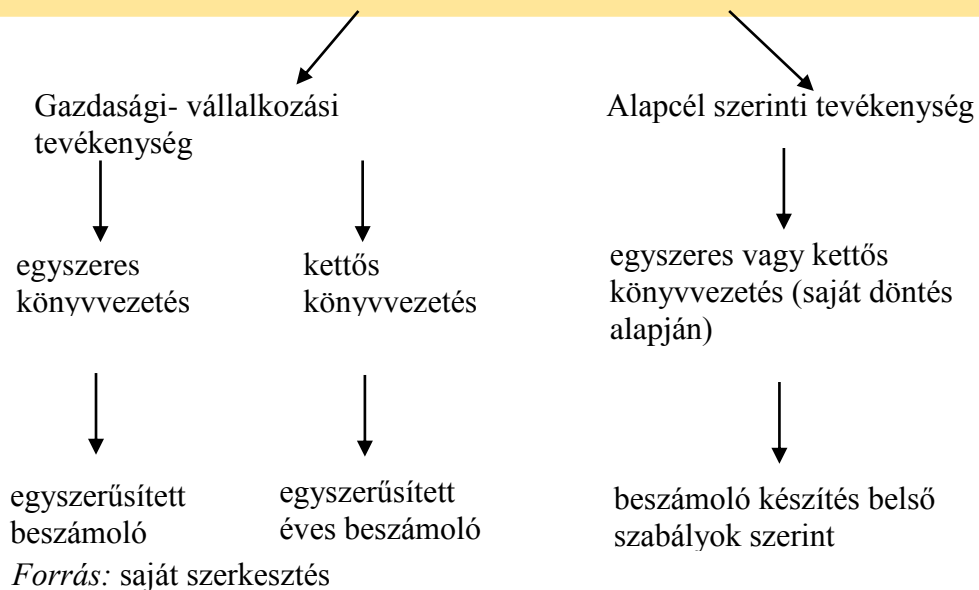 Gazdasági- vállalkozási
tevékenység
Alapcél szerinti tevékenység
egyszeres
könyvvezetés
kettős
könyvvezetés
egyszeres vagy kettős
könyvvezetés (saját döntés
alapján)
egyszerűsített
beszámoló
egyszerűsített
éves beszámoló
beszámoló készítés belső
szabályok szerint
Forrás: saját szerkesztés